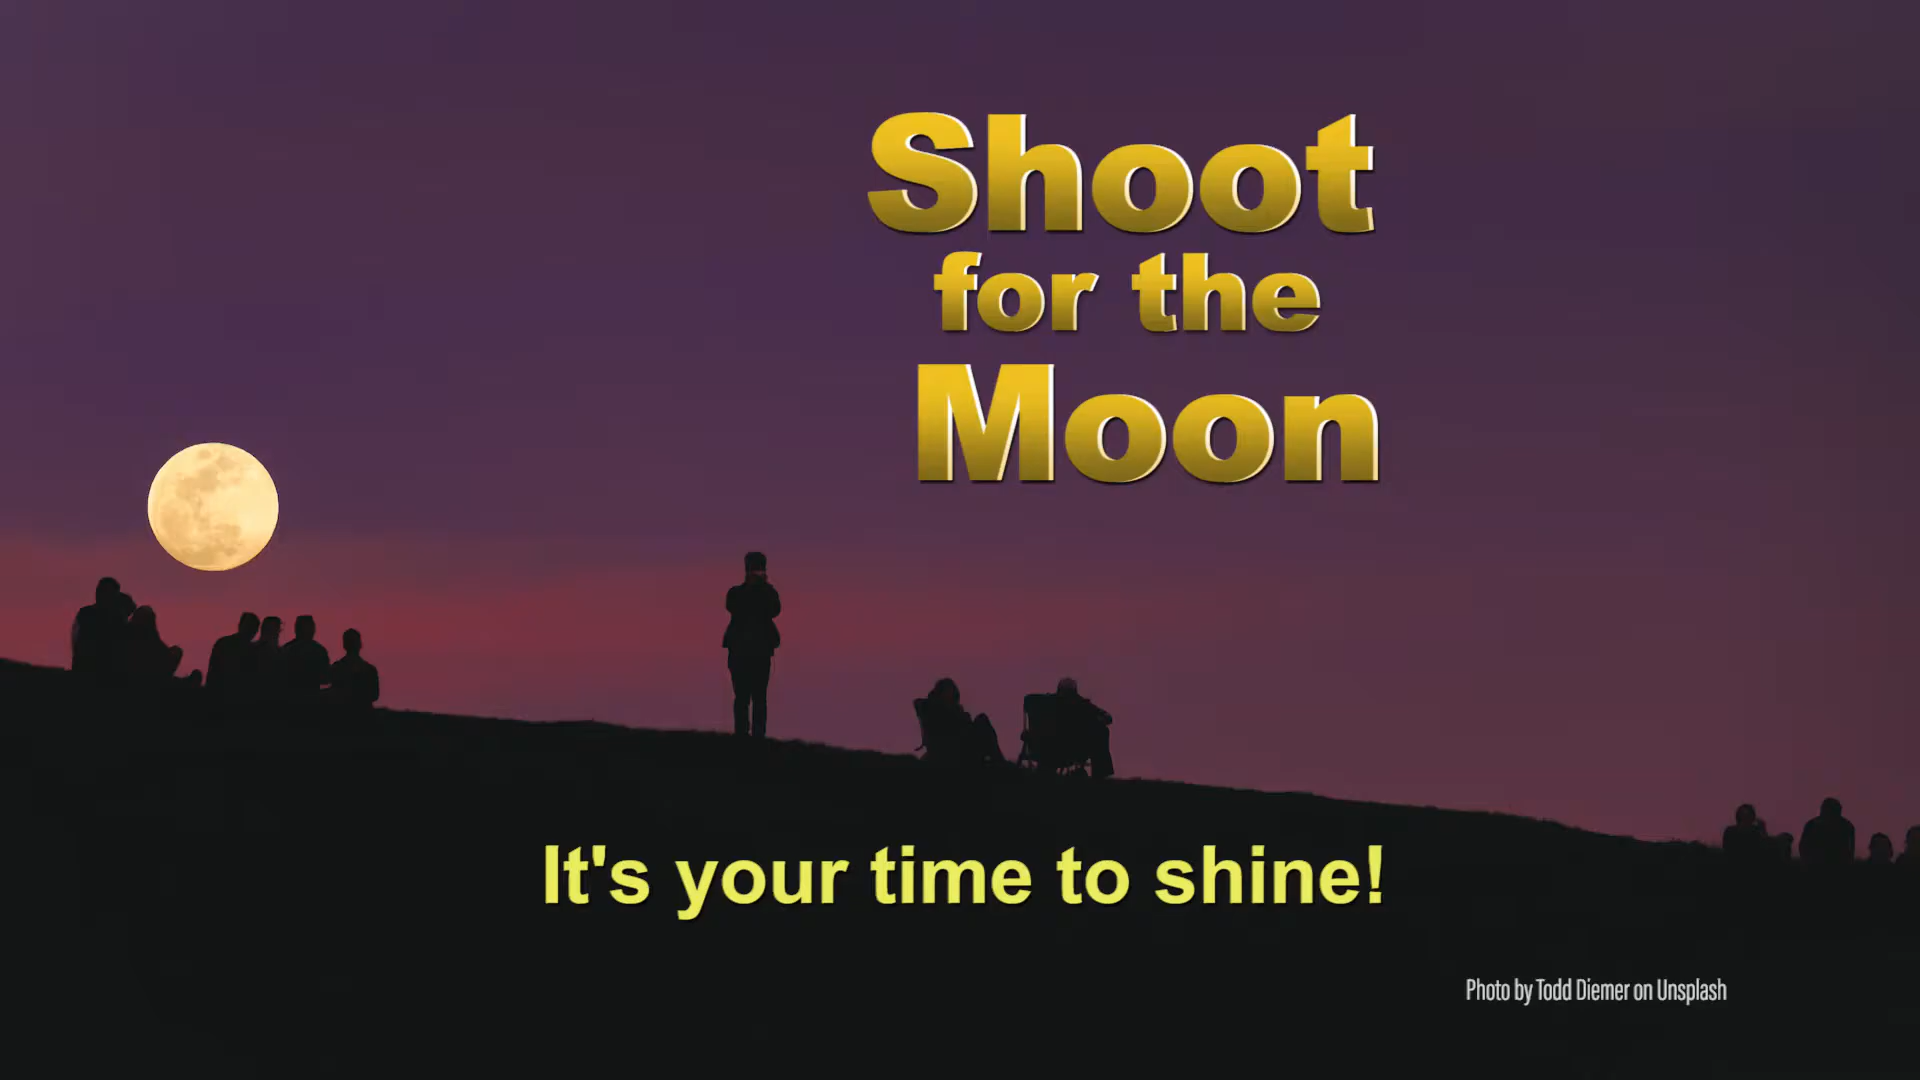 Shoot
for the
Moon
It's your time to shine!
Photo by Todd Diemer on Unsplash